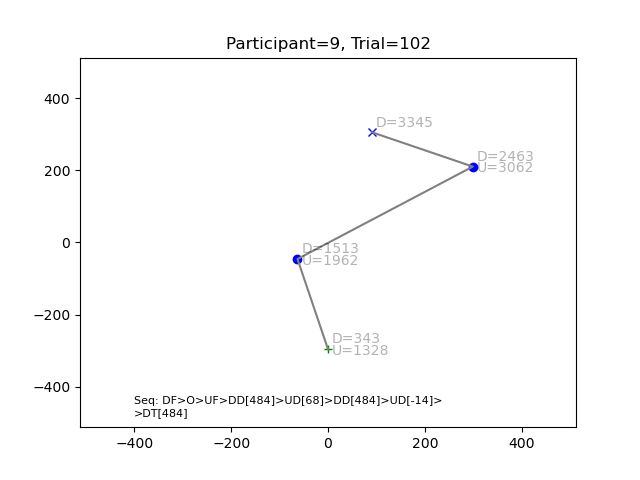 Participant=9, Trial=102
400
200
0
−200
−400
D=3345
D=2463
U=3062
D=1513
U=1962
D=343
U=1328
Seq: DF>O>UF>DD[484]>UD[68]>DD[484]>UD[-14]>
>DT[484]
−400 −200 0 200 400